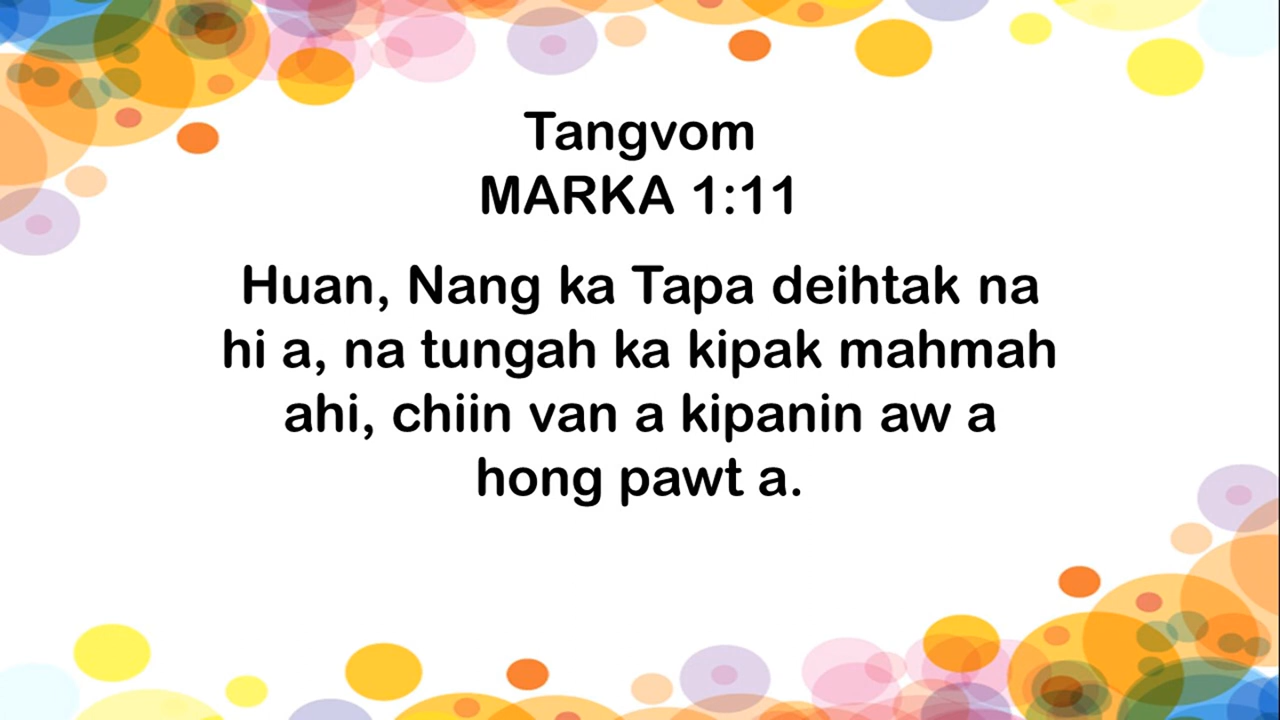 Tangvom
MARKA 1:11
Huan, Nang ka Tapa deihtak na
hi a, na tungah ka kipak mahmah
ahi, chiin van a kipanin aw a
hong pawt a.